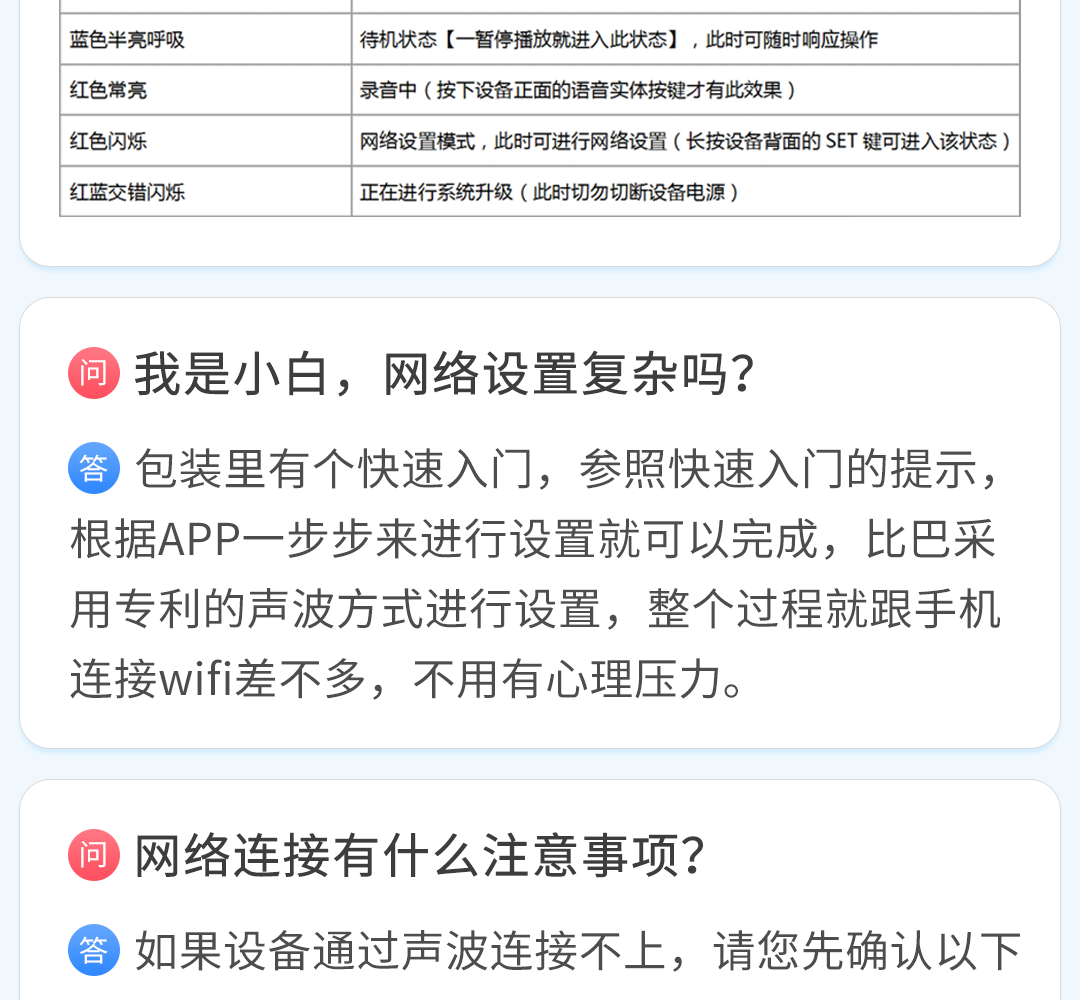 蓝色半亮呼吸 待机状态【一暂停播放就进入此状态】，此时可随时响应操作
红色常亮 录音中（按下设备正面的语音实体按键才有此效果）
红色闪烁 网络设置模式，此时可进行网络设置（长按设备背面的 SET 键可进入该状态）
红蓝交错闪烁 正在进行系统升级（此时切勿切断设备电源）
问 我是小白，网络设置复杂吗？
答 包装里有个快速入门，参照快速入门的提示，
根据APP一步步来进行设置就可以完成，比巴采
用专利的声波方式进行设置，整个过程就跟手机
连接wifi差不多，不用有心理压力。
问 网络连接有什么注意事项？
答 如果设备通过声波连接不上，请您先确认以下